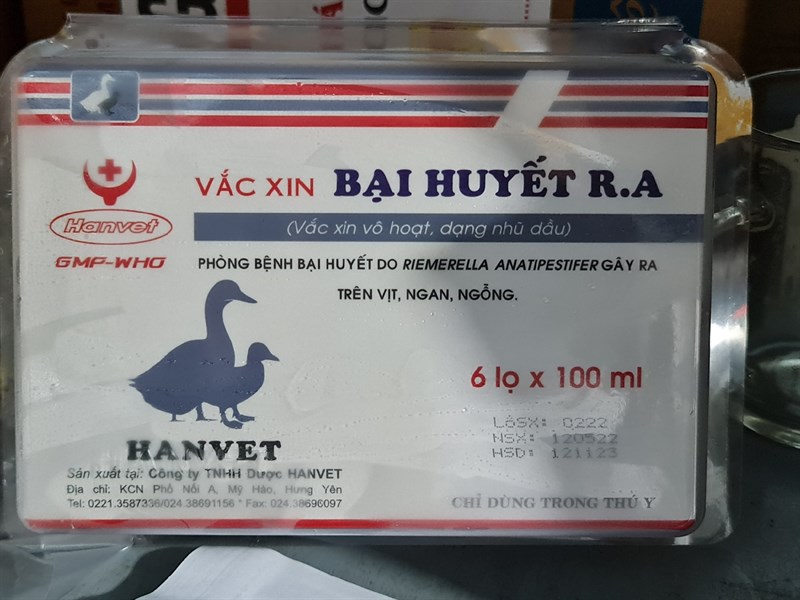 VẮC XIN BẠI HUYẾT R.A
Hanvet
(Vắc xin vô hoạt, dạng nhũ dầu)
GMP-WHO
PHÒNG BỆNH BẠI HUYẾT DO RIEMERELLA ANATIPESTIFER GÂY RA
TRÊN VỊT, NGAN, NGỖNG.
6 lọ x 100 ml
LôSX: 0222
NSX: 120522
HSD: 121123
HANVET
Sản xuất tại: Công ty TNHH Dược HANVET
Địa chỉ: KCN Phố Nối A, Mỹ Hào, Hưng Yên
Tel: 0221.3587336/024.38691156 * Fax: 024.38696097
CHỈ DÙNG TRONG THÚ Y